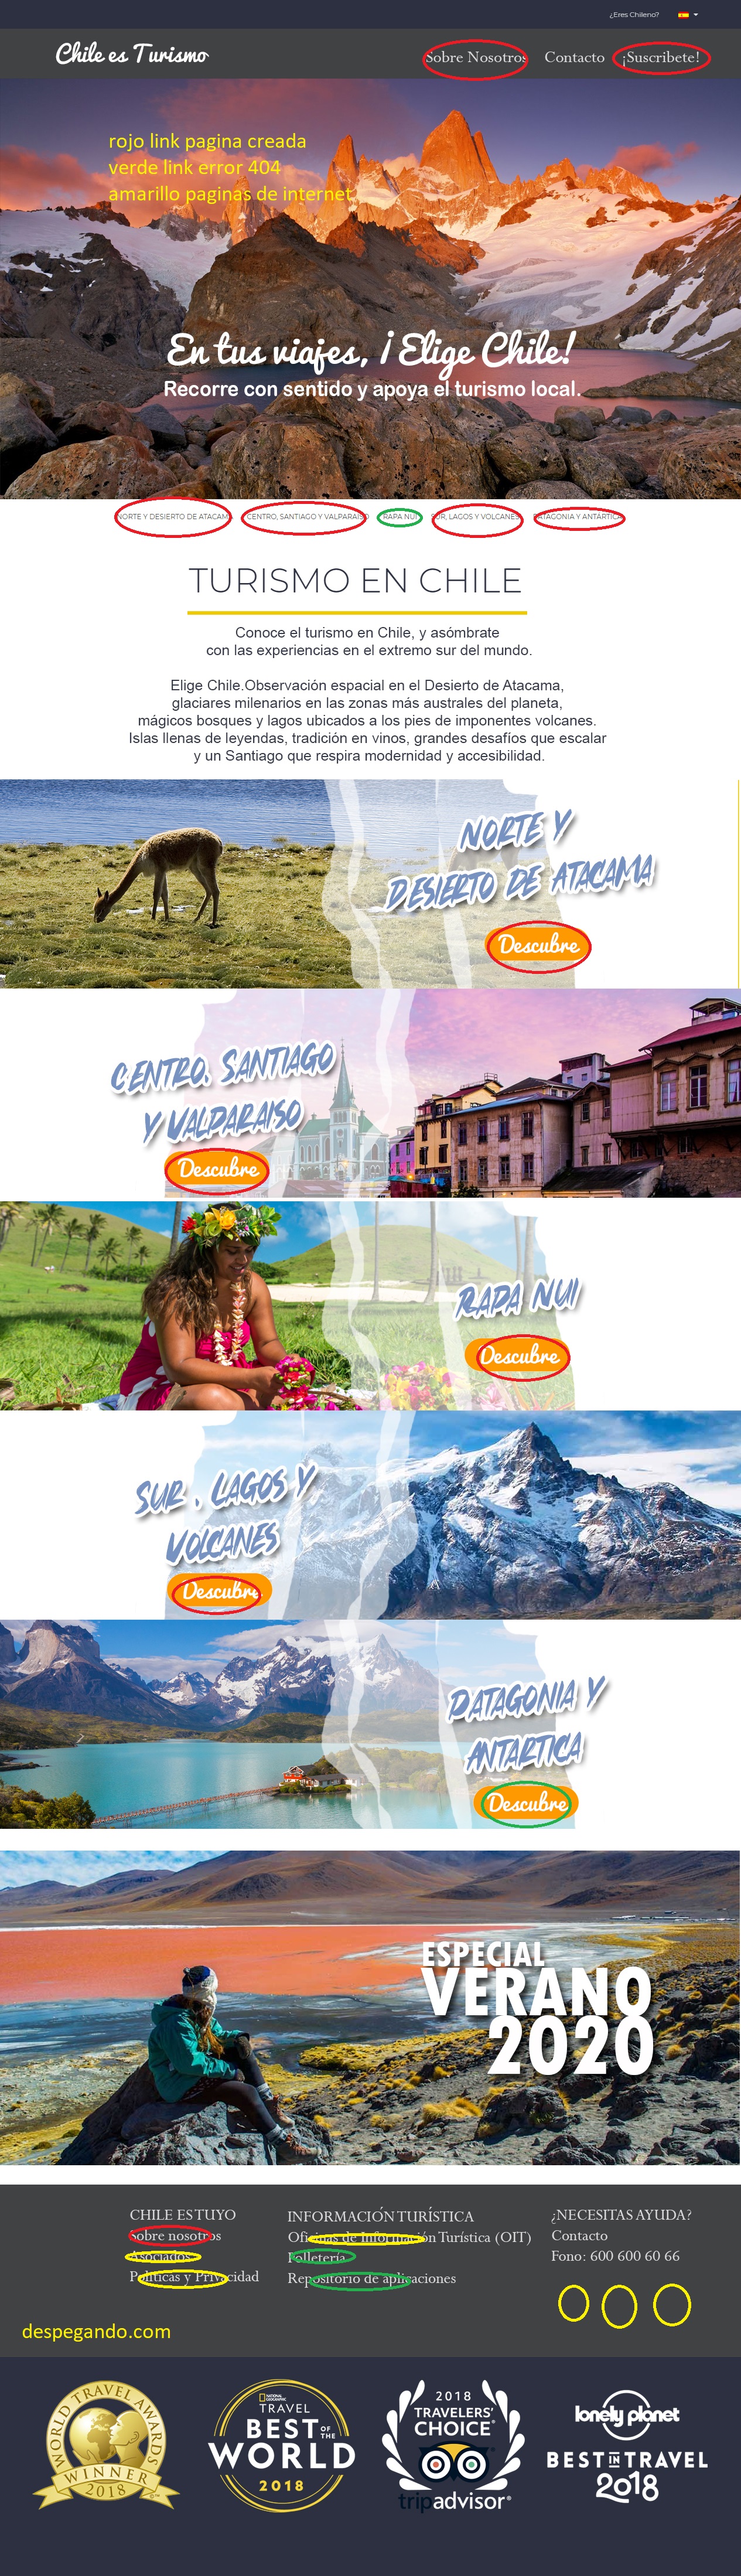 ¿Eres Chileno?
Chile es Turismo
Sobre Nosotros
Contacto
¡Suscribete!
rojo link pagina creada
verde link error 404
amarillo paginas de internet
En tus viajes, ¡Elige Chile!
Recorre con sentido y apoya el turismo local.
NORTE Y DESIERTO DE ATACAMA
CENTRO, SANTIAGO Y VALPARAISO
RAPA NUI
SUR, LAGOS Y VOLCANES
PATAGONIA Y ANTÁRTICA
TURISMO EN CHILE
Conoce el turismo en Chile, y asómbrate
con las experiencias en el extremo sur del mundo.
Elige Chile.Observación espacial en el Desierto de Atacama,
glaciares milenarios en las zonas más australes del planeta,
mágicos bosques y lagos ubicados a los pies de imponentes volcanes.
Islas llenas de leyendas, tradición en vinos, grandes desafíos que escalar
y un Santiago que respira modernidad y accesibilidad.
NORTE Y
DESIERTO DE ATACAMA
Descubre
CENTRO, SANTIAGO
Y VALPARAISO
Descubre
RAPA NUI
Descubre
SUR , LAGOS Y
VOLCANES
Descubre
PATAGONIA Y
ANTARTICA
Descubre
ESPECIAL
VERANO
2020
CHILE ES TUYO
Sobre nosotros
Asociados
Políticas y Privacidad
INFORMACIÓN TURÍSTICA
Oficinas de Información Turística (OIT)
Folletería
Repositorio de aplicaciones
¿NECESITAS AYUDA?
Contacto
Fono: 600 600 60 66
despegando.com
WORLD TRAVEL AWARDS
WINNER
2018
NATIONAL GEOGRAPHIC
TRAVEL
BEST OF THE
WORLD
2018
2018
TRAVELERS'
CHOICE
tripadvisor
lonely planet
BEST IN TRAVEL
2018